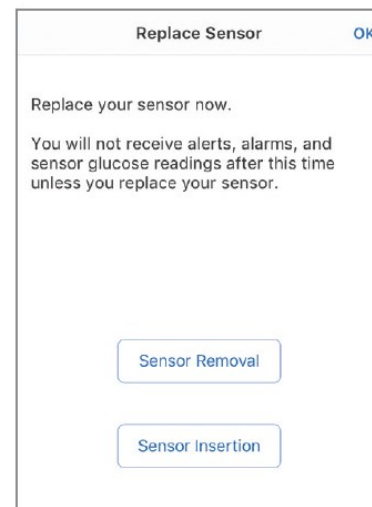 Replace Sensor OK
Replace your sensor now.
You will not receive alerts, alarms, and
sensor glucose readings after this time
unless you replace your sensor.
Sensor Removal
Sensor Insertion